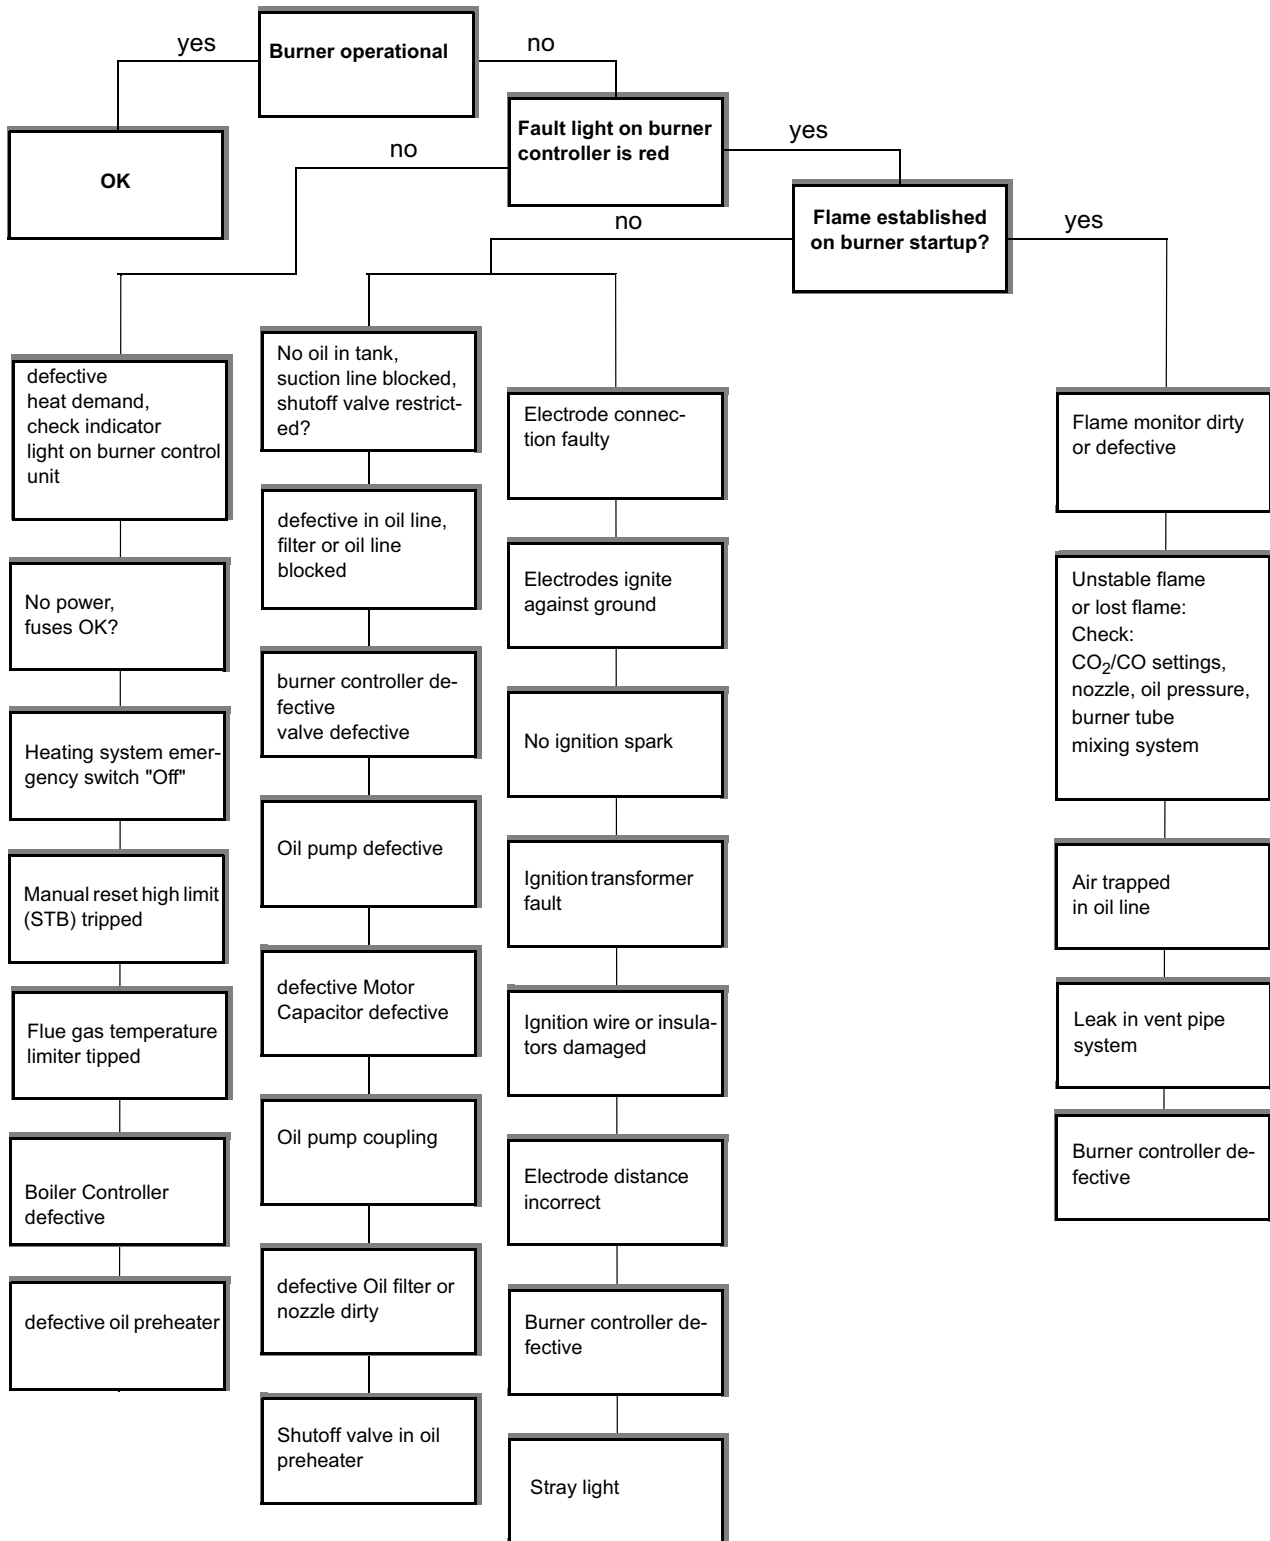 yes
Burner operational
no
OK
no
Fault light on burner
controller is red
yes
no
Flame established
on burner startup?
yes
defective
heat demand,
check indicator
light on burner control
unit
No power,
fuses OK?
Heating system emer-
gency switch "Off"
Manual reset high limit
(STB) tripped
Flue gas temperature
limiter tipped
Boiler Controller
defective
defective oil preheater
No oil in tank,
suction line blocked,
shutoff valve restrict-
ed?
defective in oil line,
filter or oil line
blocked
burner controller de-
fective
valve defective
Oil pump defective
defective Motor
Capacitor defective
Oil pump coupling
defective Oil filter or
nozzle dirty
Shutoff valve in oil
preheater
Electrode connec-
tion faulty
Electrodes ignite
against ground
No ignition spark
Ignition transformer
fault
Ignition wire or insula-
tors damaged
Electrode distance
incorrect
Burner controller de-
fective
Stray light
Flame monitor dirty
or defective
Unstable flame
or lost flame:
Check:
CO2/CO settings,
nozzle, oil pressure,
burner tube
mixing system
Air trapped
in oil line
Leak in vent pipe
system
Burner controller de-
fective